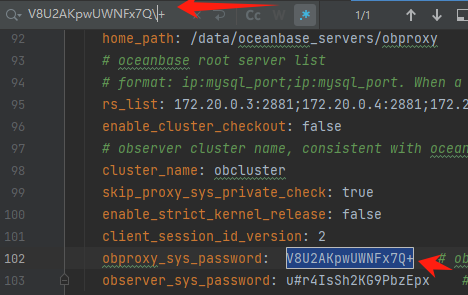 V8U2AKpwUWNFx7Q\+ Cc W .* 1/1
92 home_path: /data/oceanbase_servers/obproxy
93 # oceanbase root server list
94 # format: ip:mysql_port;ip:mysql_port. When a
95 rs_list: 172.20.0.3:2881;172.20.0.4:2881;172.2
96 enable_cluster_checkout: false
97 # observer cluster name, consistent with oceanb
98 cluster_name: obcluster
99 skip_proxy_sys_private_check: true
100 enable_strict_kernel_release: false
101 client_session_id_version: 2
102 obproxy_sys_password: V8U2AKpwUWNFx7Q+ # ob
103 observer_sys_password: u#r4IsSh2KG9PbzEpx #